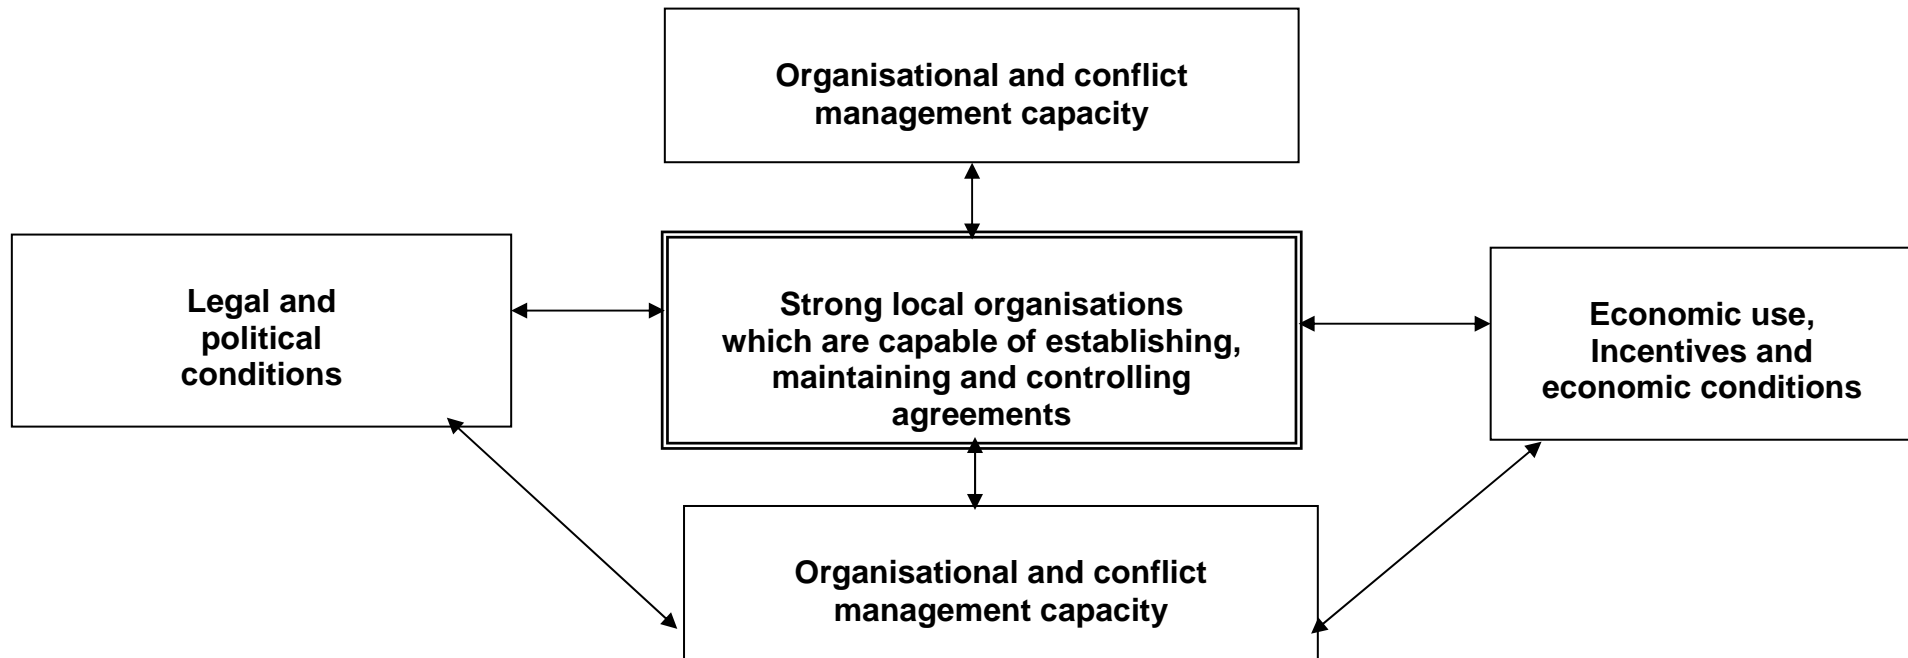 Organisational and conflict
management capacity
Legal and
political
conditions
Strong local organisations
which are capable of establishing,
maintaining and controlling
agreements
Economic use,
Incentives and
economic conditions
Organisational and conflict
management capacity